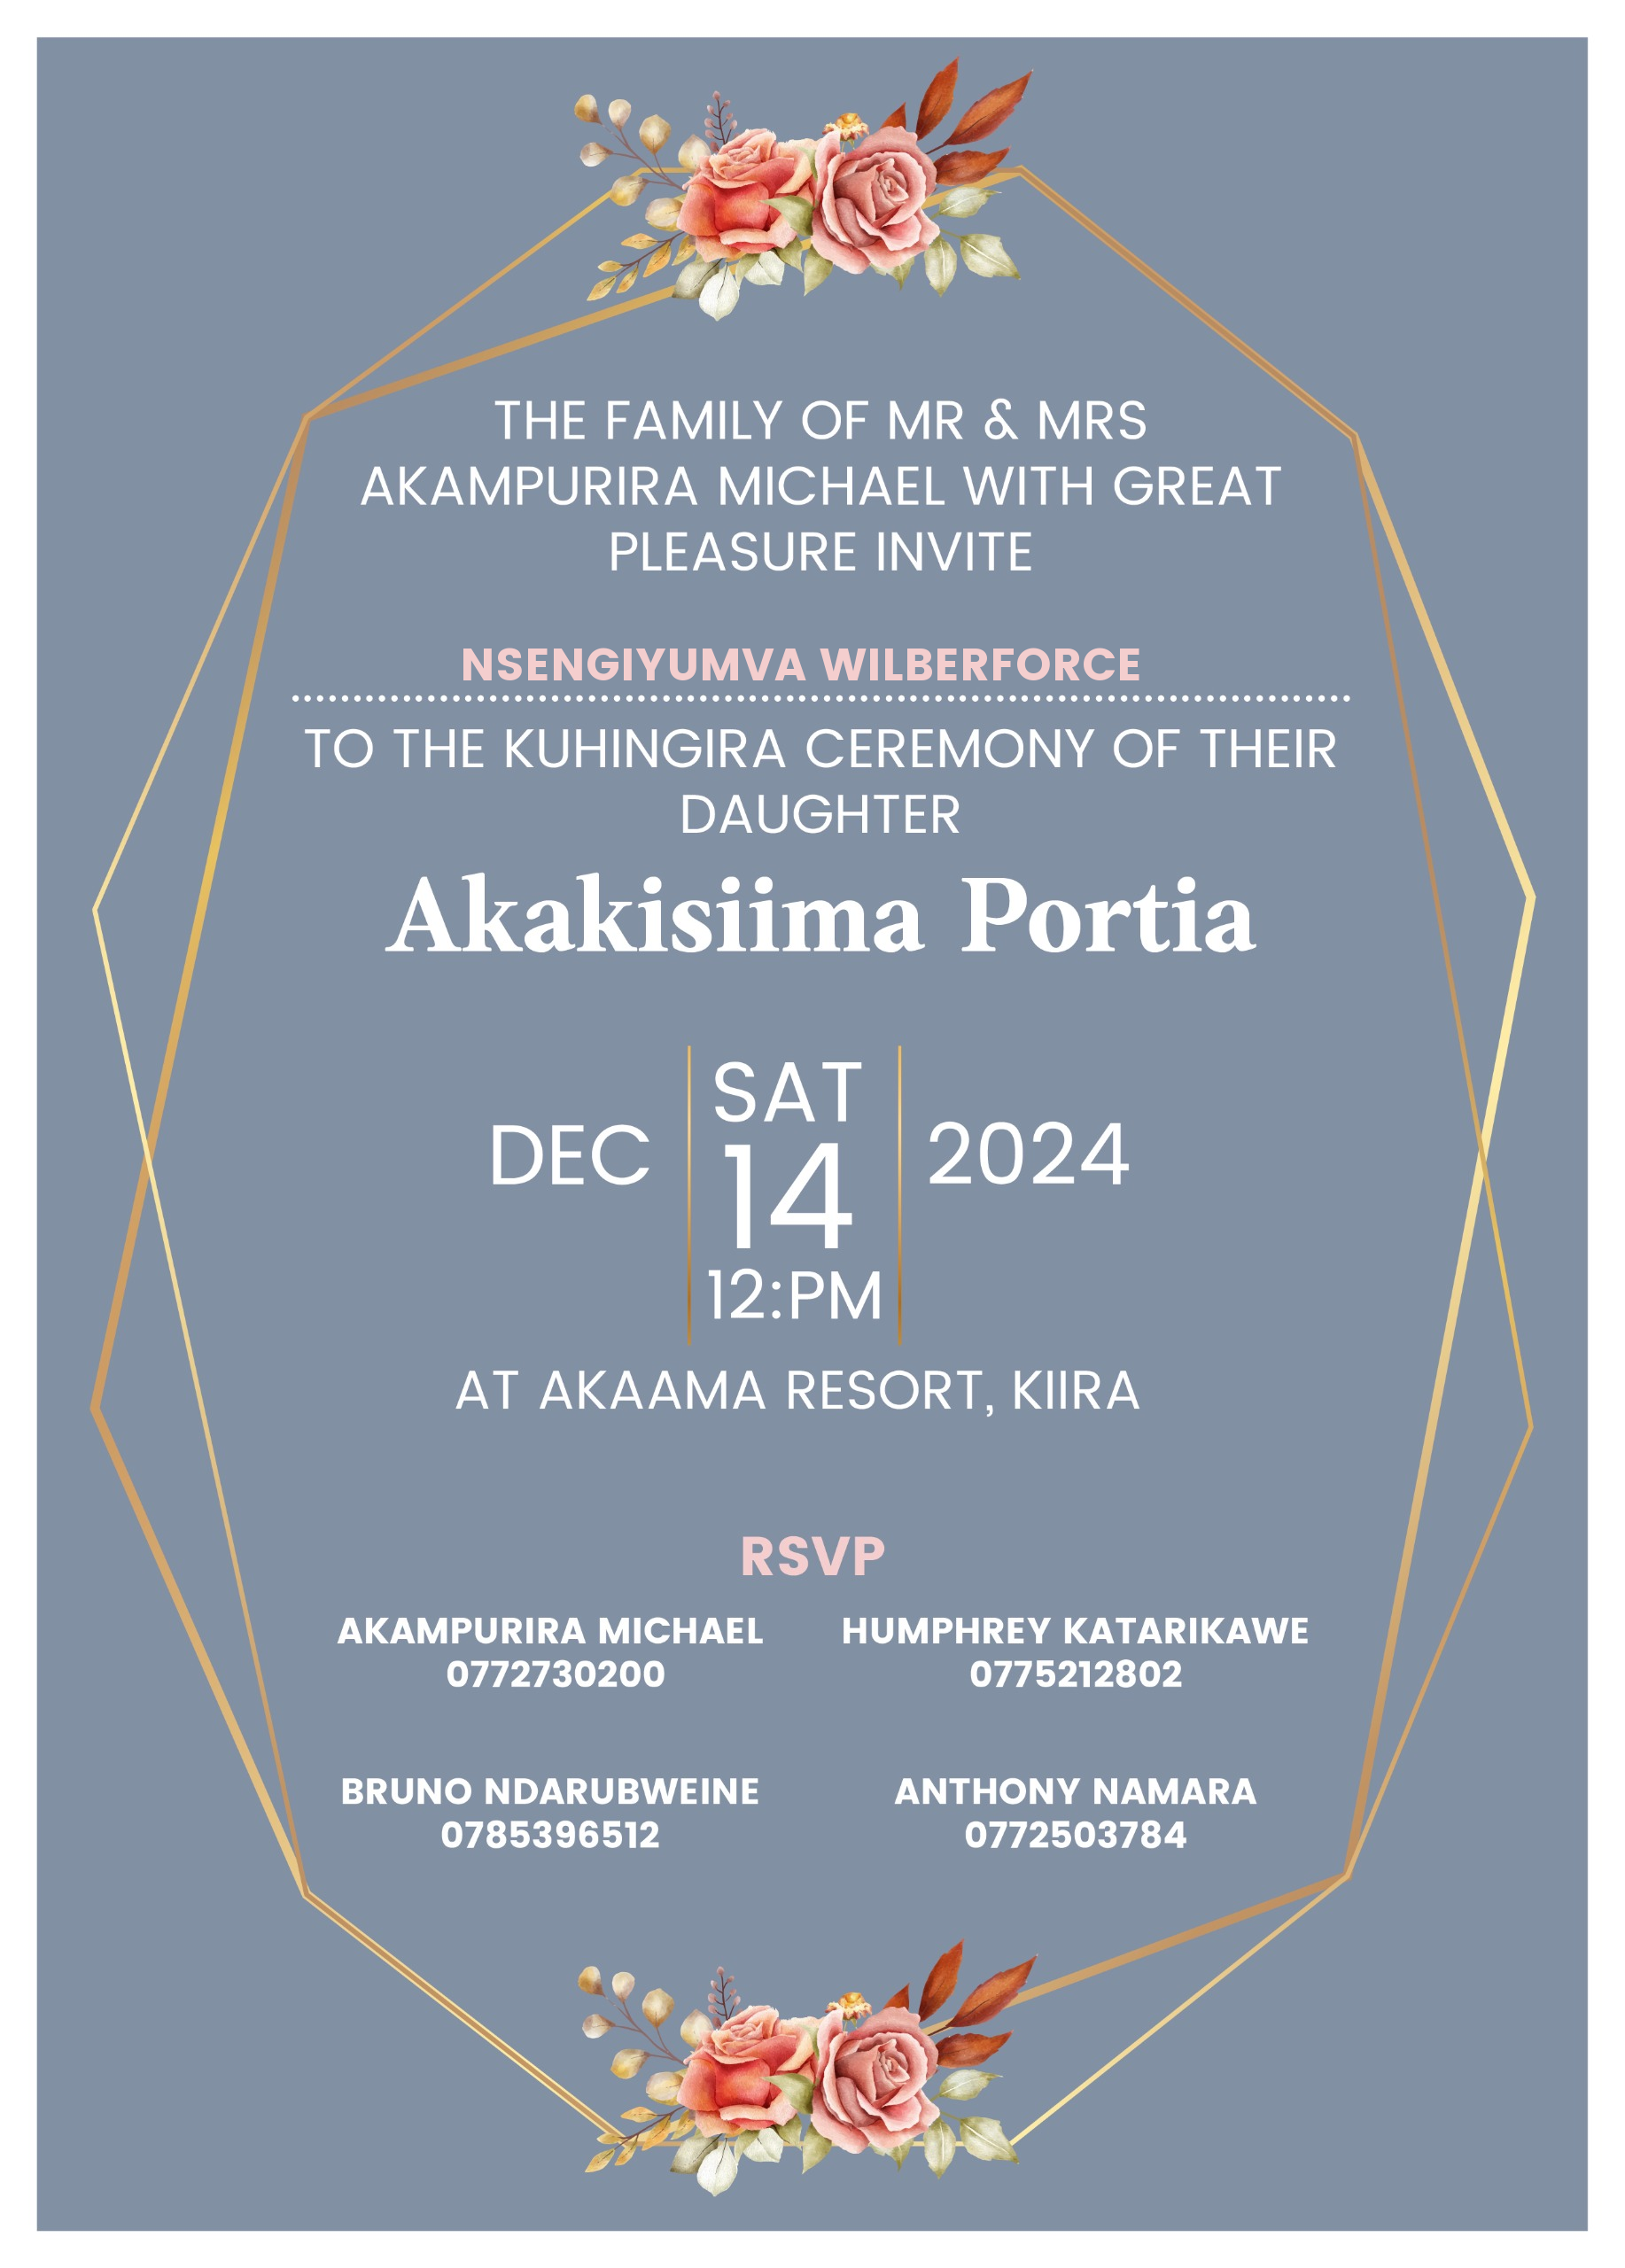 THE FAMILY OF MR & MRS
AKAMPURIRA MICHAEL WITH GREAT
PLEASURE INVITE
NSENGIYUMVA WILBERFORCE
TO THE KUHINGIRA CEREMONY OF THEIR
DAUGHTER
Akakisiima Portia
DEC
SAT
14
12:PM
2024
AT AKAAMA RESORT, KIIRA
RSVP
AKAMPURIRA MICHAEL
0772730200
HUMPHREY KATARIKAWE
0775212802
BRUNO NDARUBWEINE
0785396512
ANTHONY NAMARA
0772503784